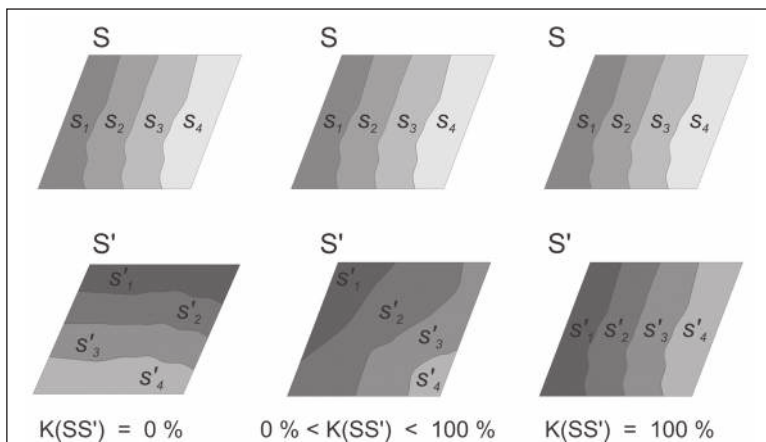 S S S
s1 s2 s3 s4 s1 s2 s3 s4 s1 s2 s3 s4
S' S' S'
s'1 s'2 s'3 s'4 s'1 s'2 s'3 s'4 s'1 s'2 s'3 s'4
K(SS') = 0 % 0 % < K(SS') < 100 % K(SS') = 100 %